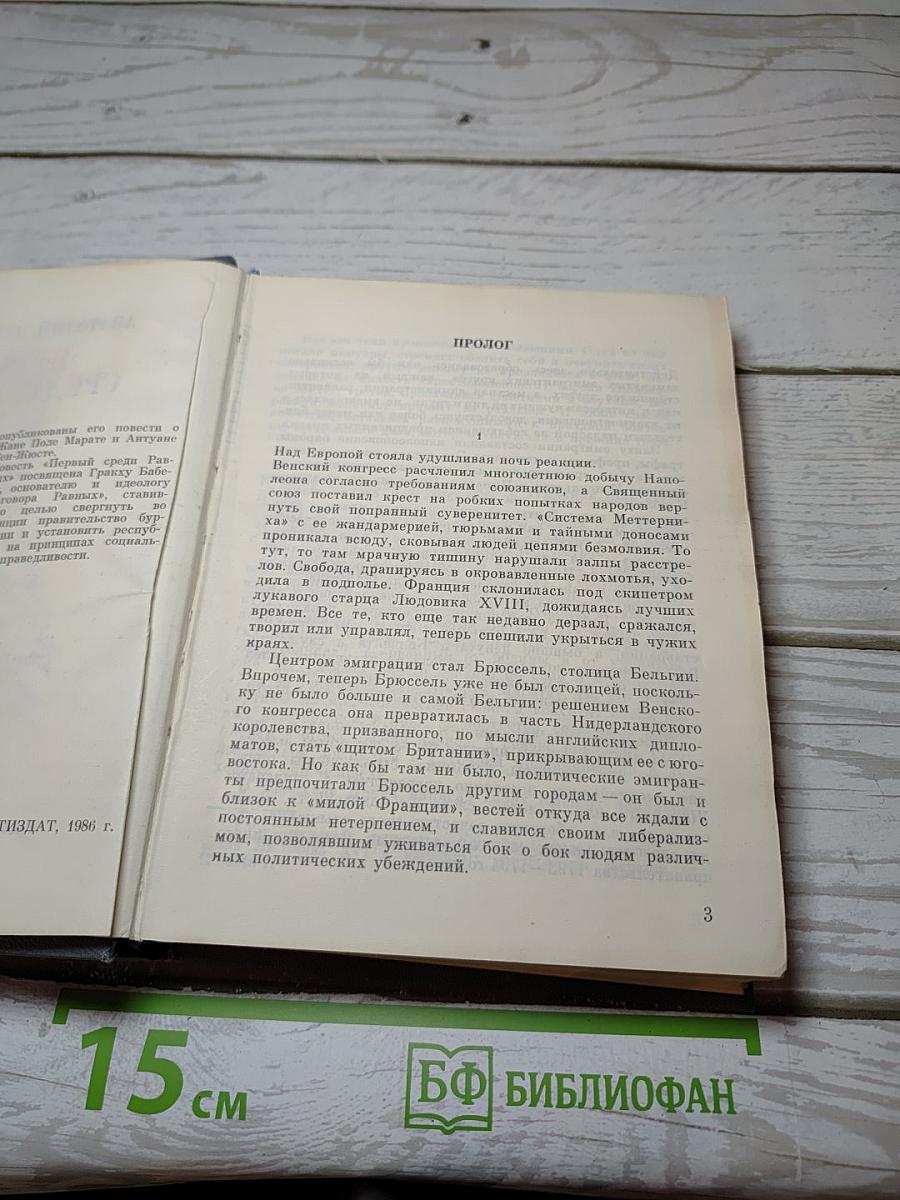 опубликованы его повести о
Жане Поле Марате и Антуане
ен-Жюсте.
овесть «Первый среди Рав-
х» посвящена Гракху Бабе-
, основателю и идеологу
говора Равных», ставив-
о целью свергнуть во
нции правительство бур-
ии и установить респуб-
на принципах социаль-
праведливости.
ТИЗДАТ, 1986 г.
ПРОЛОГ
1
Над Европой стояла удушливая ночь реакции.
Венский конгресс расчленил многолетнюю добычу Напо-
леона согласно требованиям союзников, а Священный
союз поставил крест на робких попытках народов вер-
нуть свой попранный суверенитет. «Система Меттерни-
ха» с ее жандармерией, тюрьмами и тайными доносами
проникала всюду, сковывая людей цепями безмолвия. То
тут, то там мрачную тишину нарушали залпы расстре-
лов. Свобода, драпируясь в окровавленные лохмотья, ухо-
дила в подполье. Франция склонилась под скипетром
лукавого старца Людовика XVIII, дожидаясь лучших
времен. Все те, кто еще так недавно дерзал, сражался,
творил или управлял, теперь спешили укрыться в чужих
краях.
Центром эмиграции стал Брюссель, столица Бельгии.
Впрочем, теперь Брюссель уже не был столицей, посколь-
ку не было больше и самой Бельгии: решением Венско-
го конгресса она превратилась в часть Нидерландского
королевства, призванного, по мысли английских дипло-
матов, стать «щитом Британии», прикрывающим ее с юго-
востока. Но как бы там ни было, политические эмигран-
ты предпочитали Брюссель другим городам — он был и
близок к «милой Франции», вестей откуда все ждали с
постоянным нетерпением, и славился своим либерализ-
мом, позволявшим уживаться бок о бок людям различ-
ных политических убеждений.
3
15 см
БФ БИБЛИОФАН